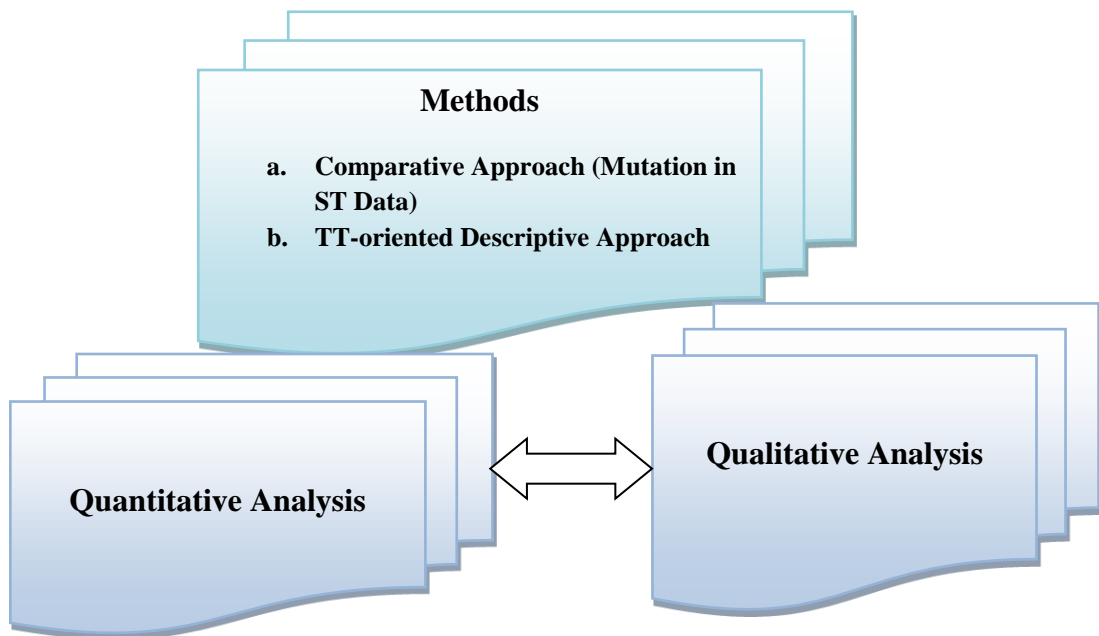 Methods
a. Comparative Approach (Mutation in
ST Data)
b. TT-oriented Descriptive Approach
Quantitative Analysis
Qualitative Analysis